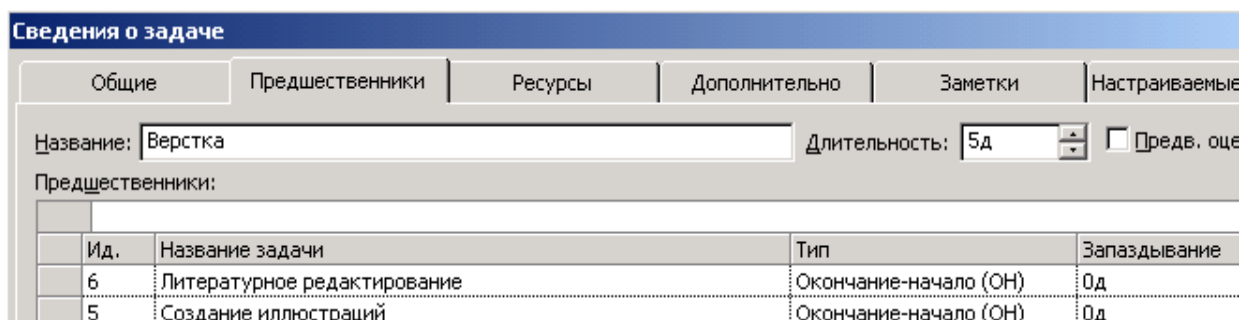 Сведения о задаче
Общие Предшественники Ресурсы Дополнительно Заметки Настраиваемые
Название: Верстка Длительность: 5д Предв. оце
Предшественники:
Ид. Название задачи Тип Запаздывание
6 Литературное редактирование Окончание-начало (ОН) 0д
5 Создание иллюстраций Окончание-начало (ОН) 0д